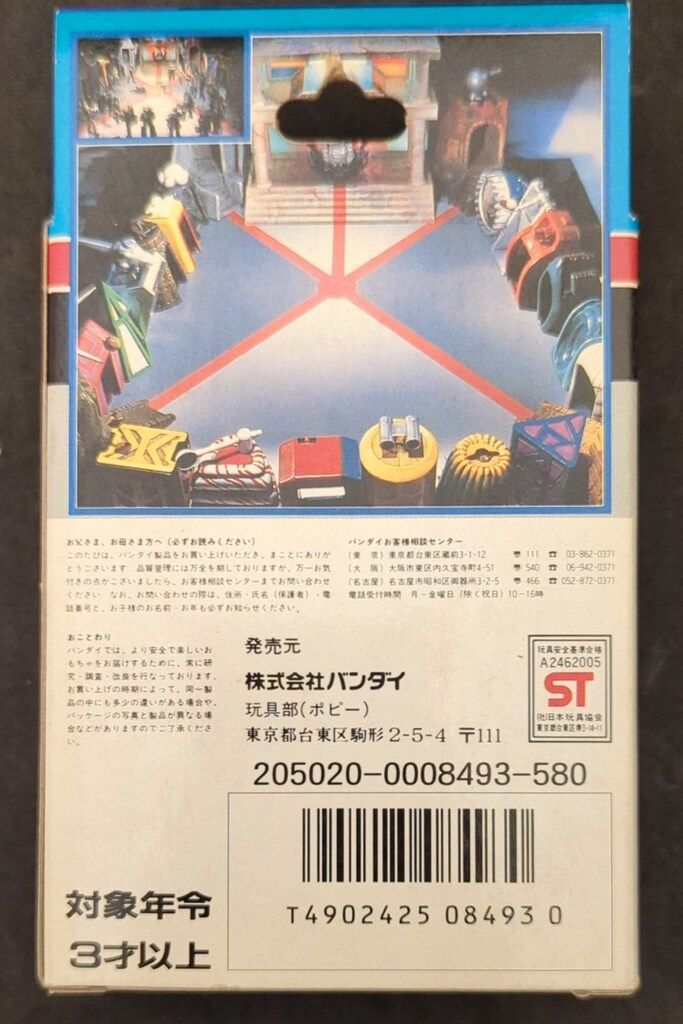 お父さま、お母さま方へ(必ずお読みください)
このたびは、バンダイ製品をお買い上げいただき、まことにありが
とうございます 品質管理には万全を期しておりますが、万一お気
付きの点がございましたら、お客様相談センターまでお問い合わせ
ください なお、お問い合わせの際は、住所・氏名(保護者)・電
話番号と、お子様のお名前・お年も必ずお知らせください。
バンダイお客様相談センター
(東 京)東京都台東区蔵前3-1-12 〠 111 ☎ 03-862-0371
(大 阪)大阪市東区内久宝寺町4-51 〠 540 ☎ 06-942-0371
(名古屋)名古屋市昭和区御器所3-2-5 〠 466 ☎ 052-872-0371
電話受付時間 月-金曜日(除く祝日)10-16時
おことわり
バンダイでは、より安全で楽しいお
もちゃをお届けするために、常に研
究・調査・改良を行なっております。
お買い上げの時期によって、同一製
品の中にも多少の違いがある場合や、
パッケージの写真と製品が異なる場
合などがありますのでご了承くださ
い。
発売元
株式会社バンダイ
玩具部(ポピー)
東京都台東区駒形2-5-4 〒111
玩具安全基準合格
A2462005
ST
(社)日本玩具協会
東京都台東区寿3-14-11
205020-0008493-580
T4902425 08493 0
対象年令
3才以上